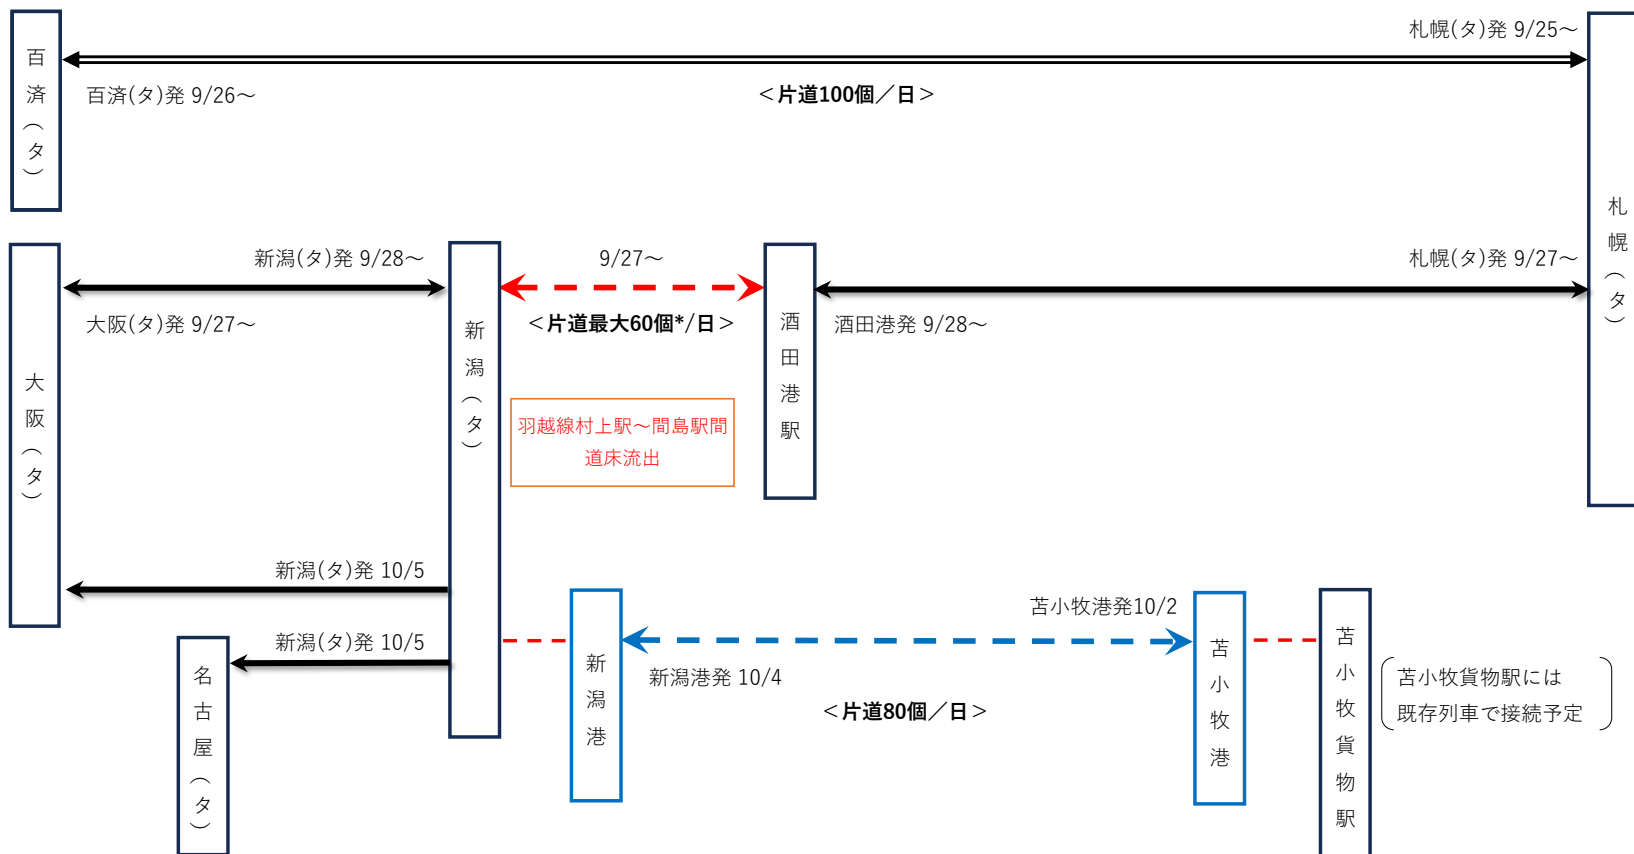 百済(タ)
札幌(タ)発 9/25～
百済(タ)発 9/26～
＜片道100個／日＞
札幌(タ)
大阪(タ)
新潟(タ)発 9/28～
大阪(タ)発 9/27～
新潟(タ)
9/27～
＜片道最大60個*/日＞
酒田港駅
札幌(タ)発 9/27～
酒田港発 9/28～
羽越線村上駅～間島駅間
道床流出
新潟(タ)発 10/5
新潟(タ)発 10/5
名古屋(タ)
新潟港
苫小牧港発10/2
新潟港発 10/4
＜片道80個／日＞
苫小牧港
苫小牧貨物駅
苫小牧貨物駅には
既存列車で接続予定